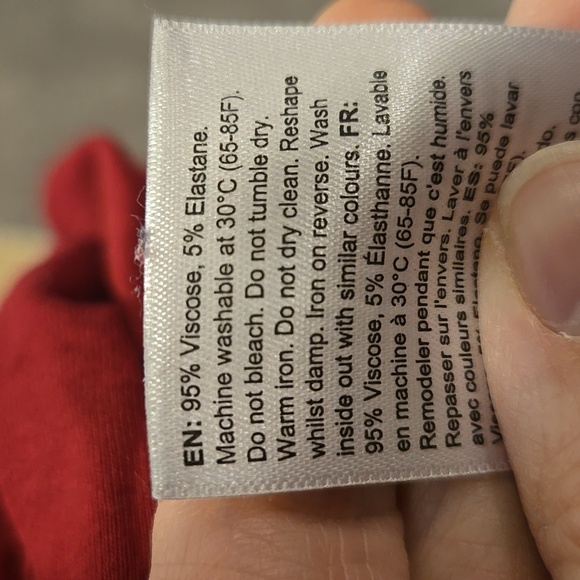 EN: 95% Viscose, 5% Elastane.
Machine washable at 30°C (65-85F).
Do not bleach. Do not tumble dry.
Warm iron. Do not dry clean. Reshape
whilst damp. Iron on reverse. Wash
inside out with similar colours. FR:
95% Viscose, 5% Élasthanne. Lavable
en machine à 30°C (65-85F).
Remodeler pendant que c'est humide.
Repasser sur l'envers. Laver à l'envers
avec couleurs similaires. ES: 95%
Se puede lavar